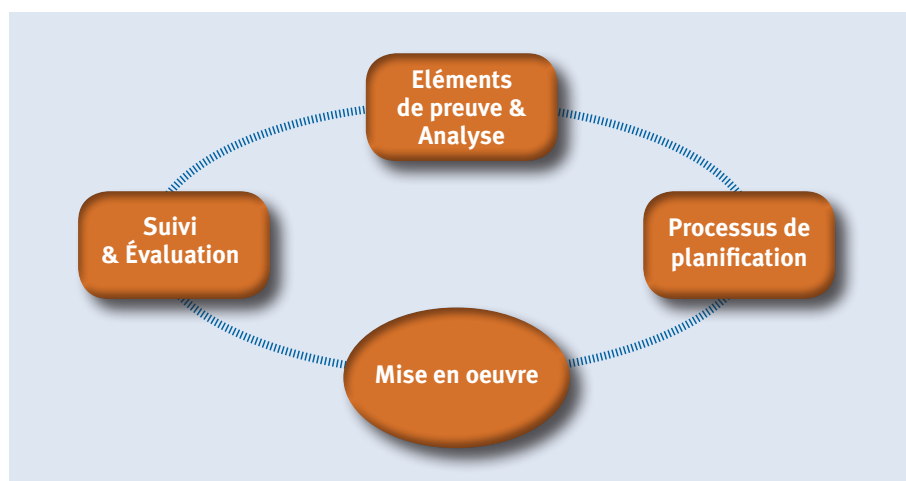 Eléments
de preuve &
Analyse
Suivi
& Évaluation
Processus de
planification
Mise en oeuvre